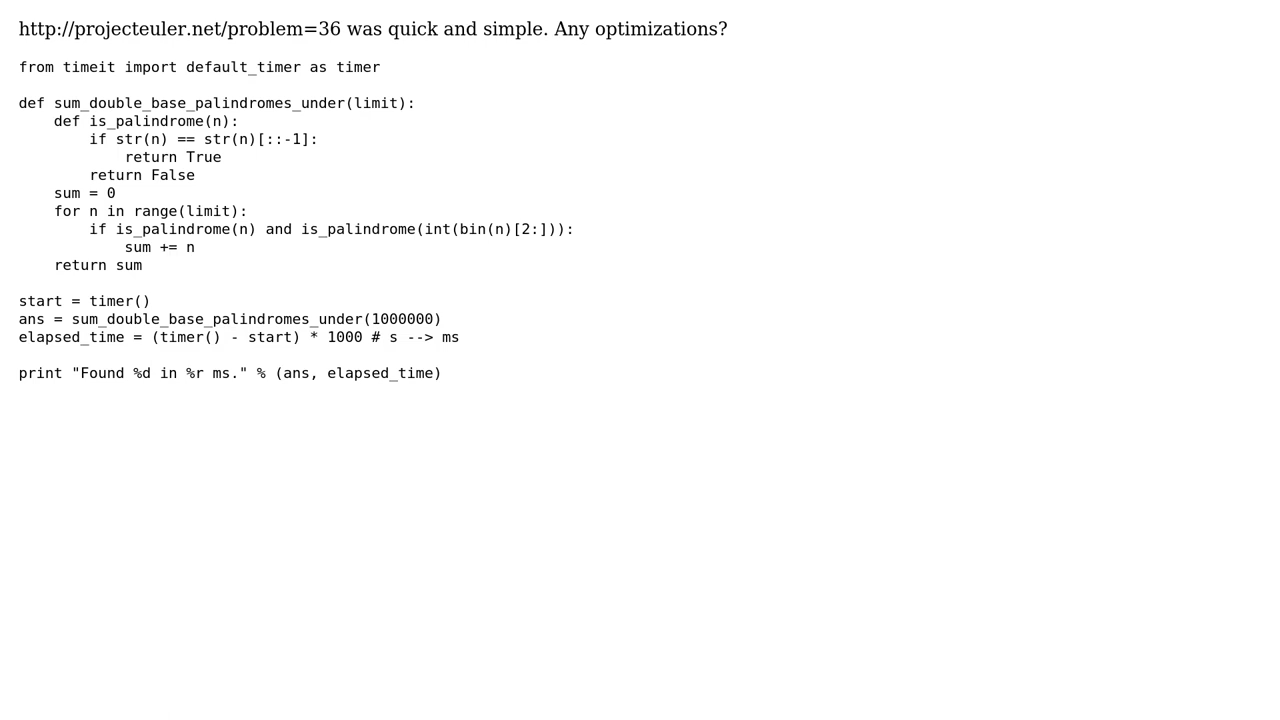 http://projecteuler.net/problem=36 was quick and simple. Any optimizations?
from timeit import default_timer as timer
def sum_double_base_palindromes_under(limit):
    def is_palindrome(n):
        if str(n) == str(n)[::-1]:
            return True
        return False
    sum = 0
    for n in range(limit):
        if is_palindrome(n) and is_palindrome(int(bin(n)[2:])):
            sum += n
    return sum
start = timer()
ans = sum_double_base_palindromes_under(1000000)
elapsed_time = (timer() - start) * 1000 # s --> ms
print "Found %d in %r ms." % (ans, elapsed_time)